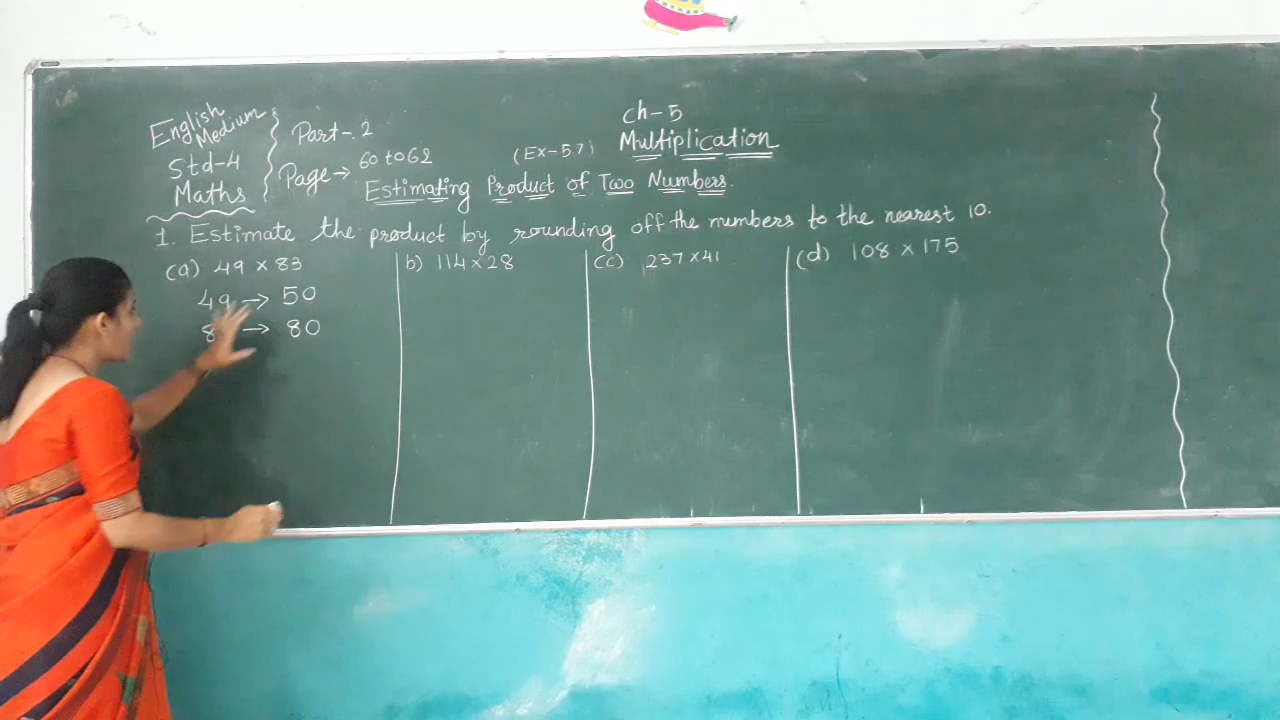 English Medium
Std-4
Maths
Part-.2
Page→ 60 to 62
ch-5
Multiplication
(Ex-5.7)
Estimating Product of Two Numbers.
1. Estimate the product by rounding off the numbers to the nearest 10.
(a) 49 × 83
49 → 50
8 → 80
b) 114 × 28
(c) 237 × 41
(d) 108 × 175